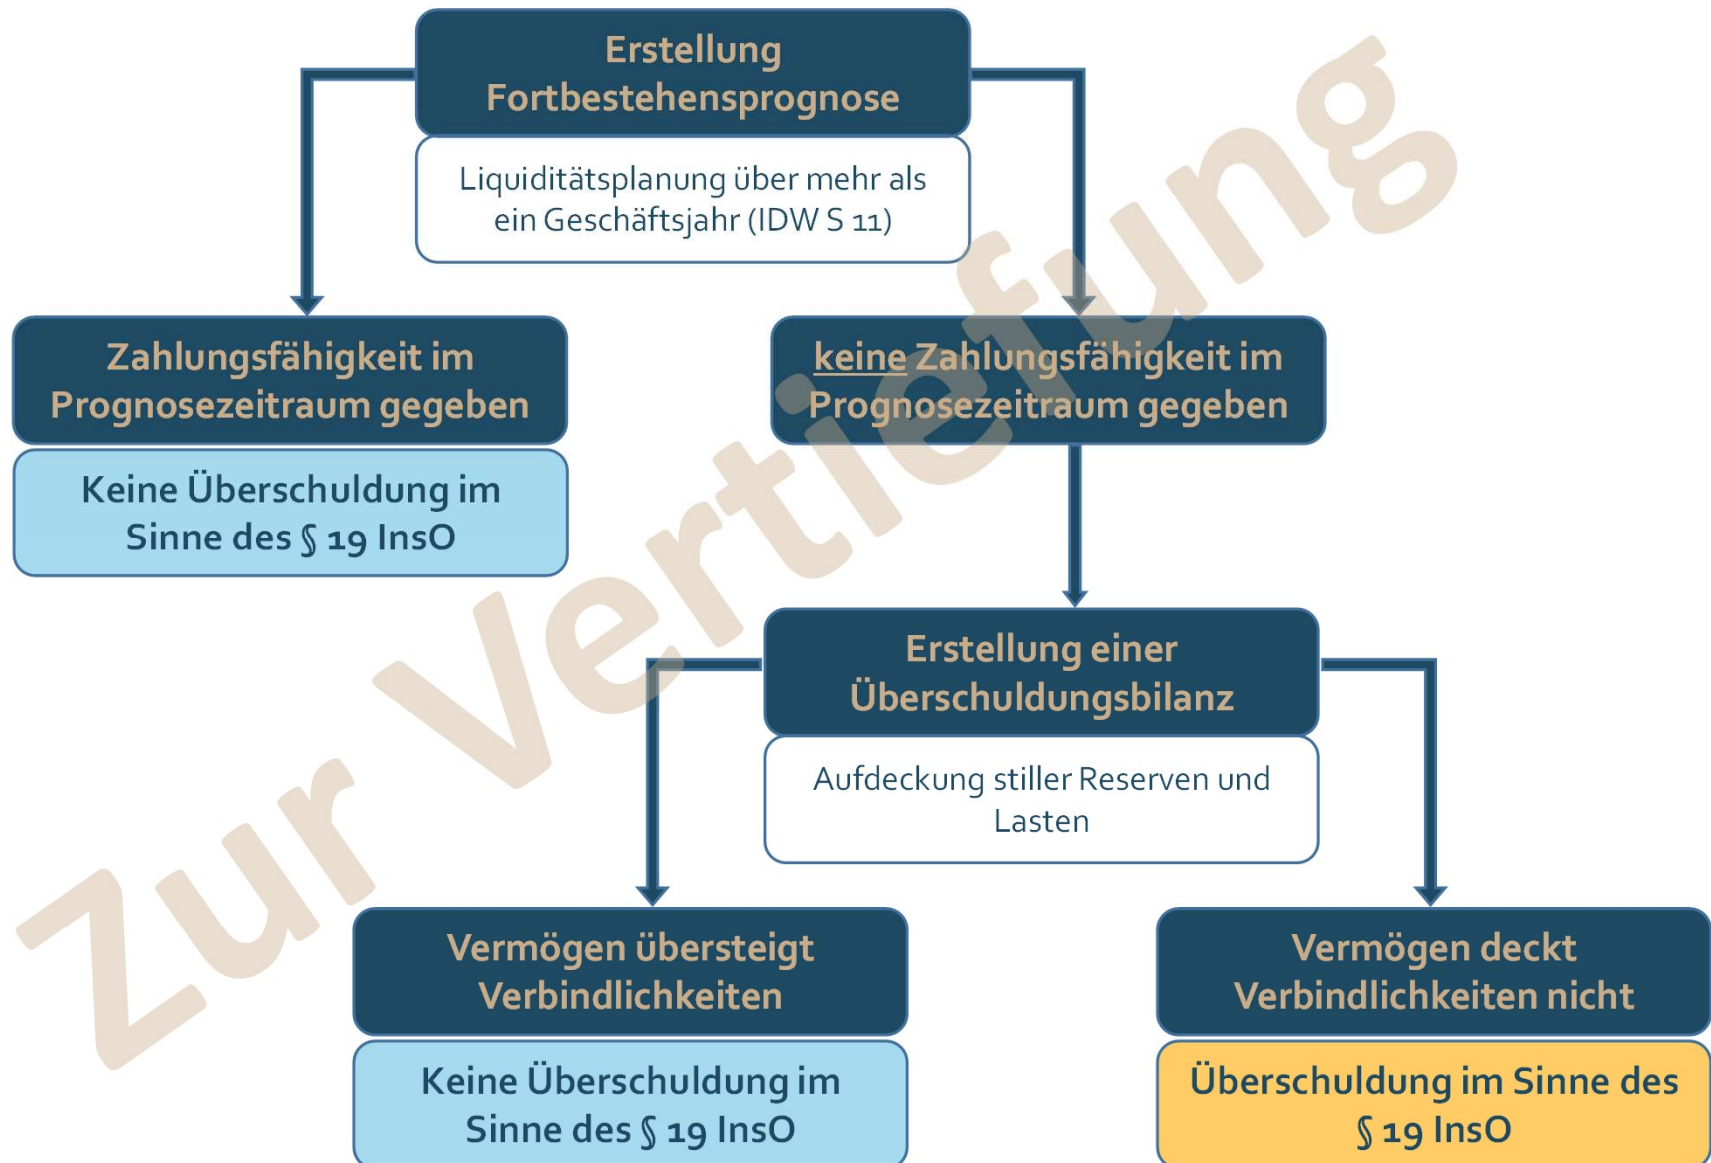 Erstellung
Fortbestehensprognose
Liquiditätsplanung über mehr als
ein Geschäftsjahr (IDW S 11)
Zahlungsfähigkeit im
Prognosezeitraum gegeben
Keine Überschuldung im
Sinne des § 19 InsO
keine Zahlungsfähigkeit im
Prognosezeitraum gegeben
Erstellung einer
Überschuldungsbilanz
Aufdeckung stiller Reserven und
Lasten
Vermögen übersteigt
Verbindlichkeiten
Keine Überschuldung im
Sinne des § 19 InsO
Vermögen deckt
Verbindlichkeiten nicht
Überschuldung im Sinne des
§ 19 InsO
Zur Vertiefung